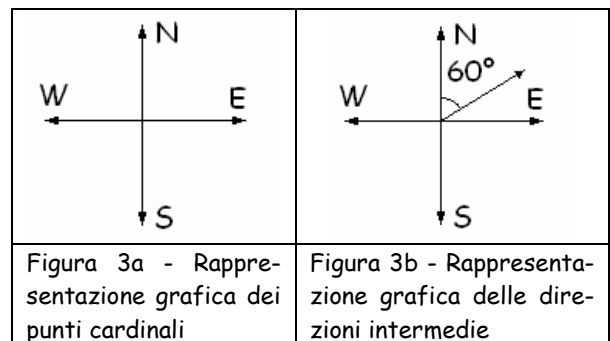 N
W E
S
Figura 3a - Rappre-
sentazione grafica dei
punti cardinali
N
60°
W E
S
Figura 3b - Rappresenta-
zione grafica delle dire-
zioni intermedie